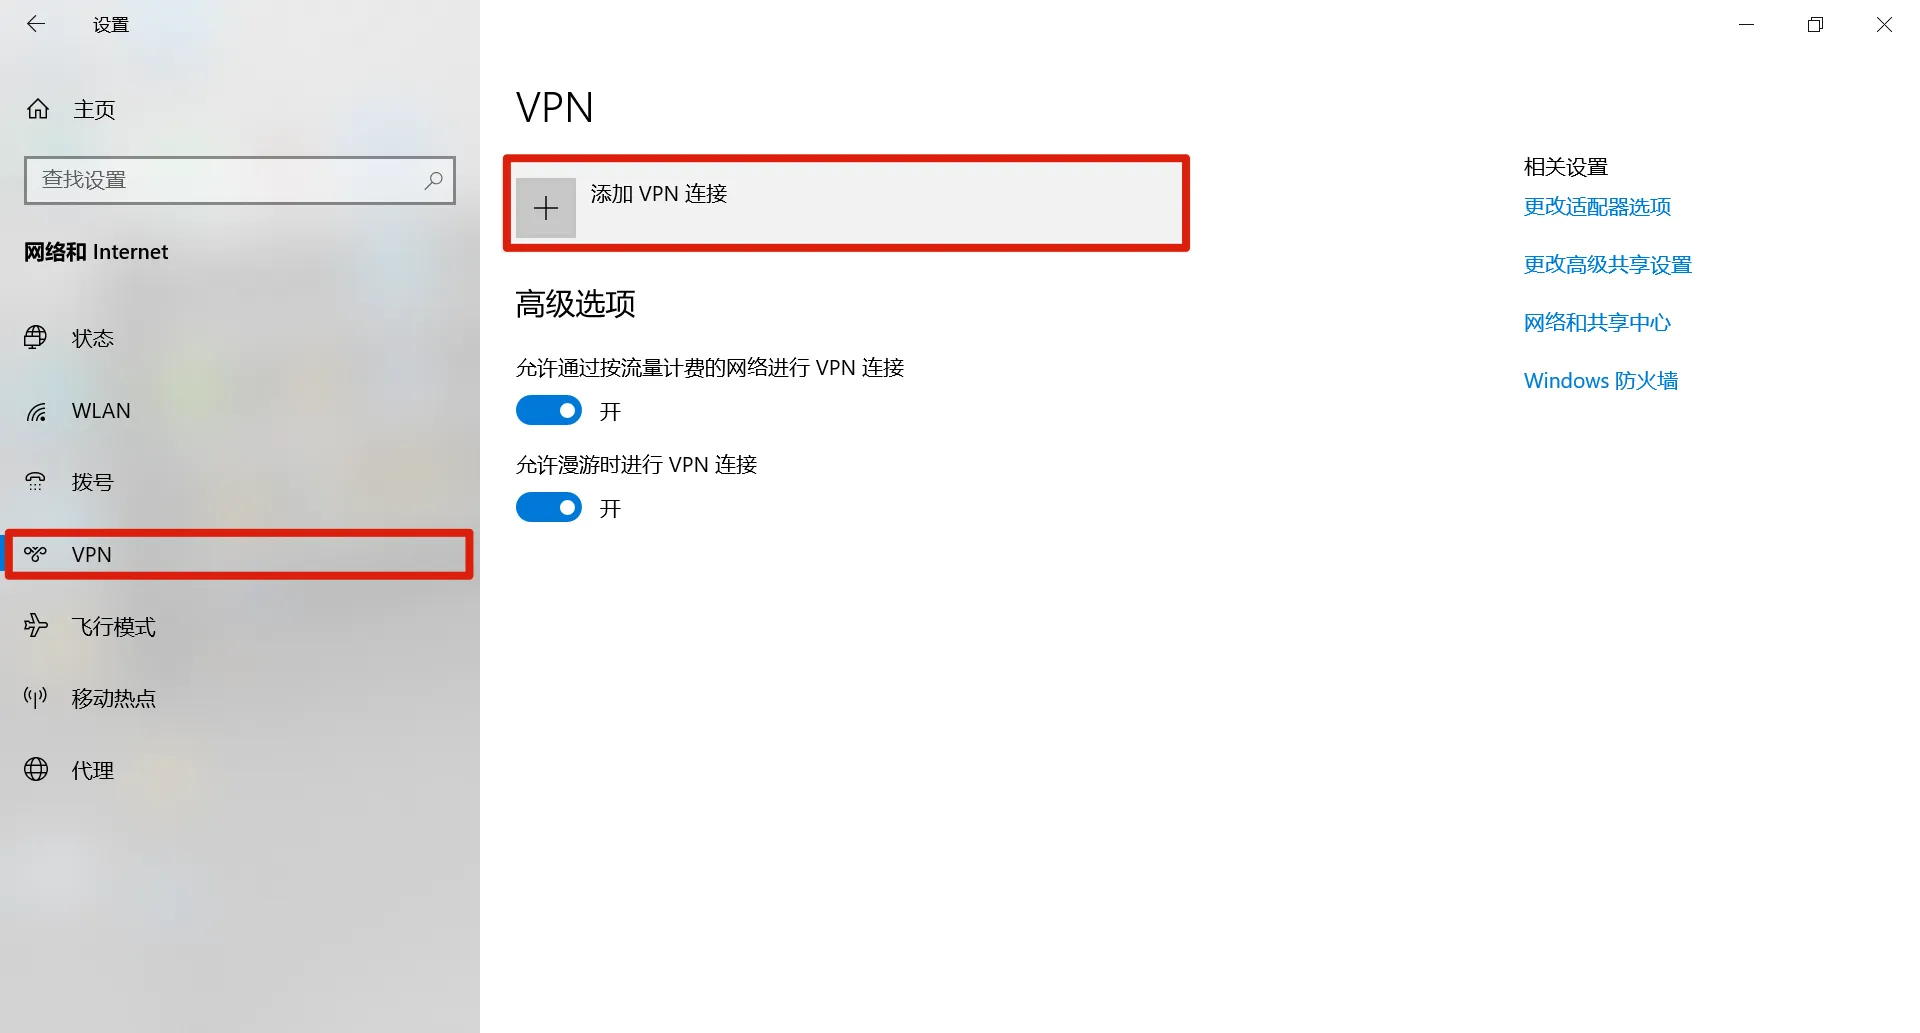 设置
主页
查找设置
网络和 Internet
状态
WLAN
拨号
VPN
飞行模式
移动热点
代理
VPN
添加 VPN 连接
高级选项
允许通过按流量计费的网络进行 VPN 连接
开
允许漫游时进行 VPN 连接
开
相关设置
更改适配器选项
更改高级共享设置
网络和共享中心
Windows 防火墙